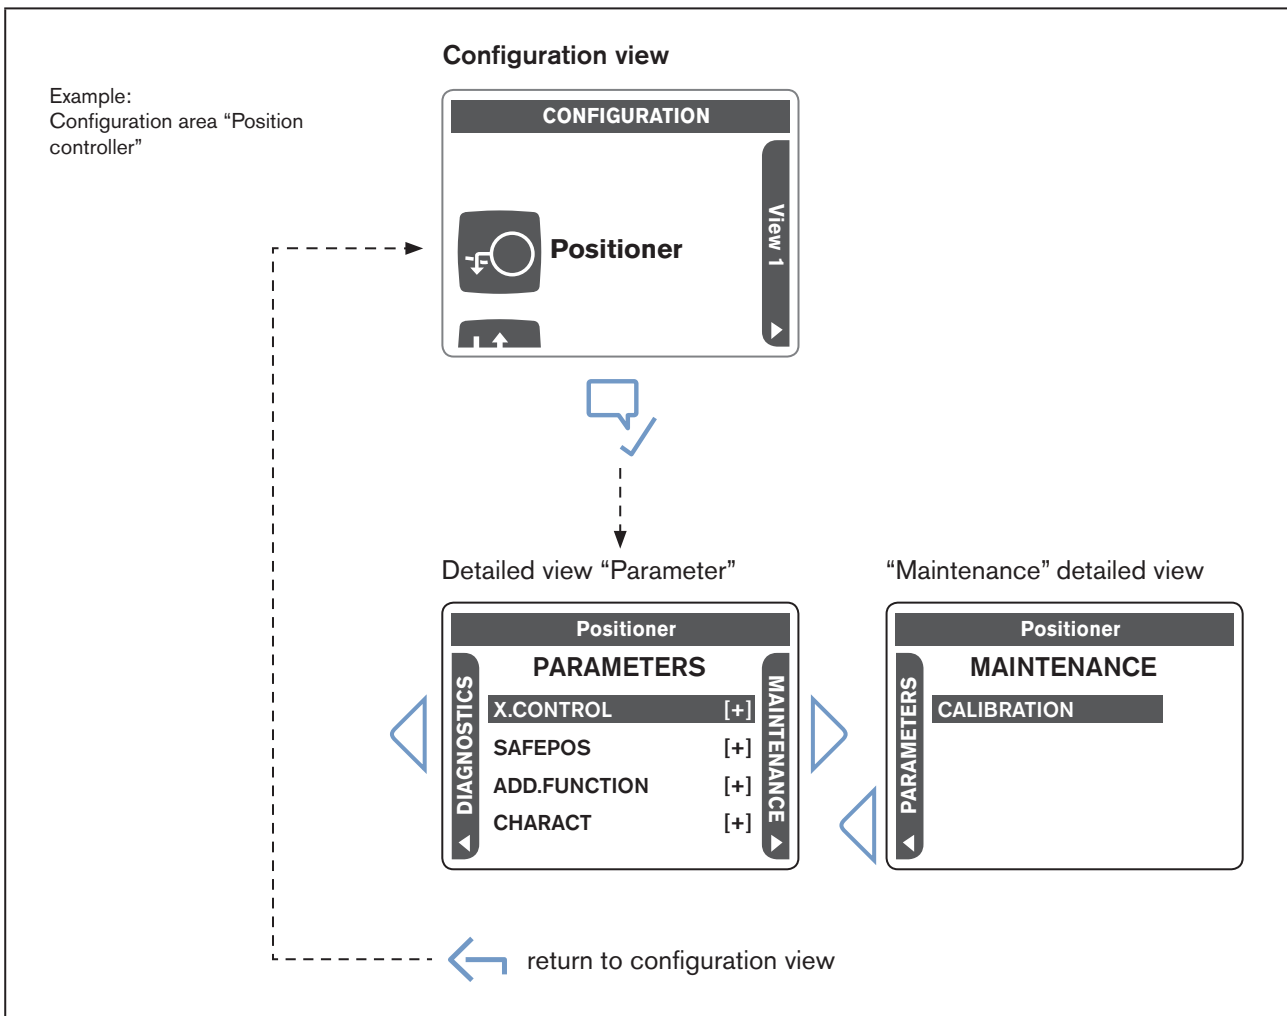 Configuration view
Example:
Configuration area “Position
controller”
CONFIGURATION
Positioner
View 1
Detailed view “Parameter”
“Maintenance” detailed view
Positioner
DIAGNOSTICS
PARAMETERS
X.CONTROL [+]
SAFEPOS [+]
ADD.FUNCTION [+]
CHARACT [+]
MAINTENANCE
Positioner
PARAMETERS
MAINTENANCE
CALIBRATION
return to configuration view